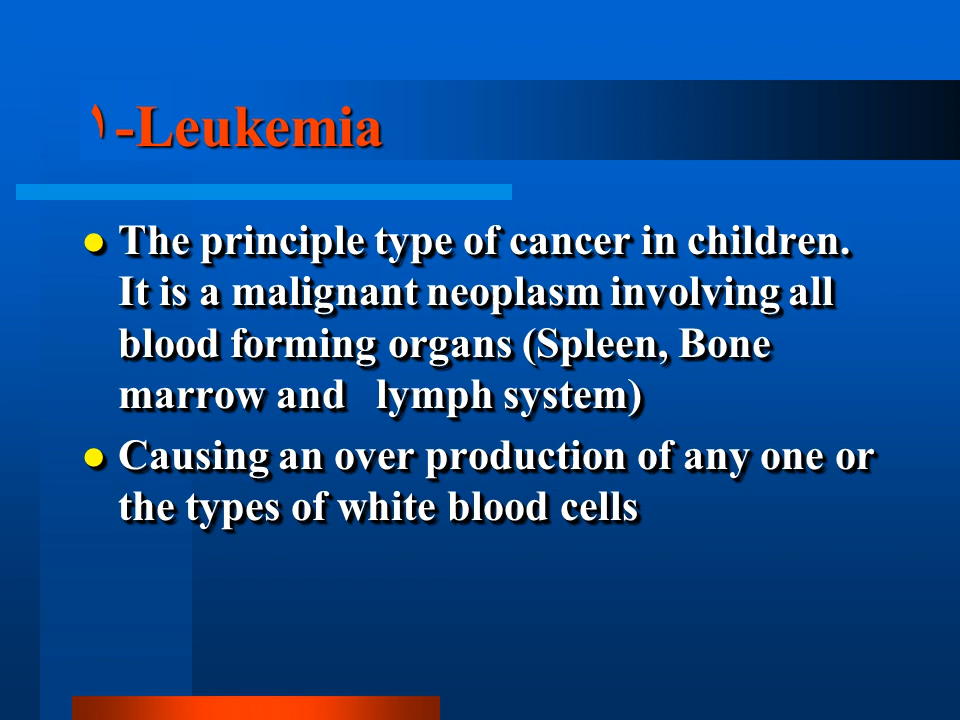 ١-Leukemia
● The principle type of cancer in children.
It is a malignant neoplasm involving all
blood forming organs (Spleen, Bone
marrow and lymph system)
● Causing an over production of any one or
the types of white blood cells